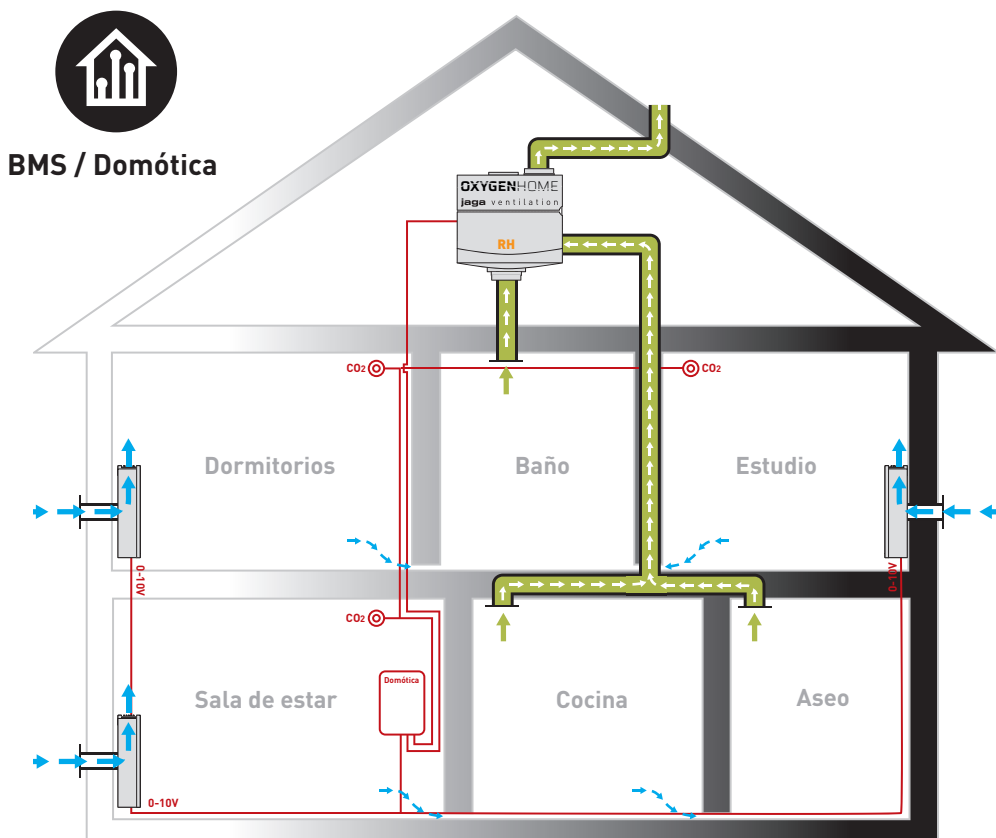 BMS / Domótica
OXYGENHOME
jaga ventilation
RH
CO2
CO2
Dormitorios
Baño
Estudio
0-10V
0-10V
CO2
Domótica
Sala de estar
Cocina
Aseo
0-10V